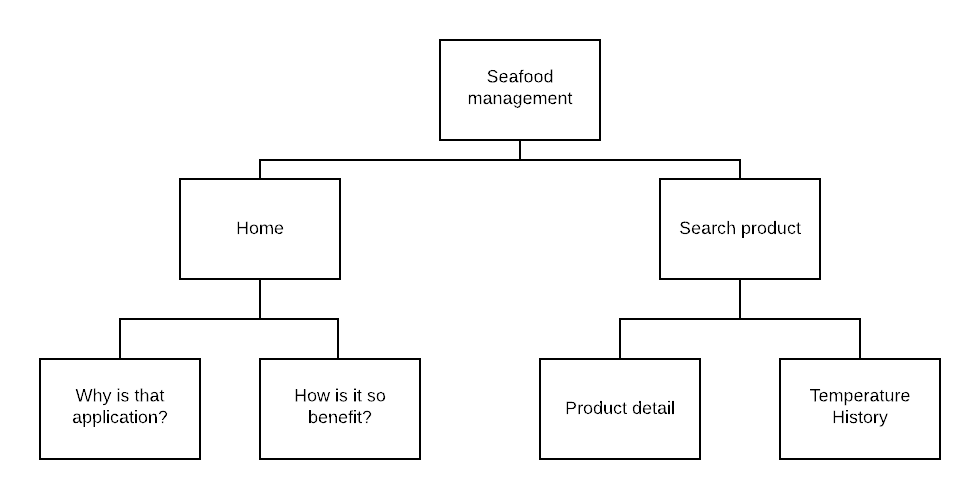 Seafood
management
Home
Search product
Why is that
application?
How is it so
benefit?
Product detail
Temperature
History